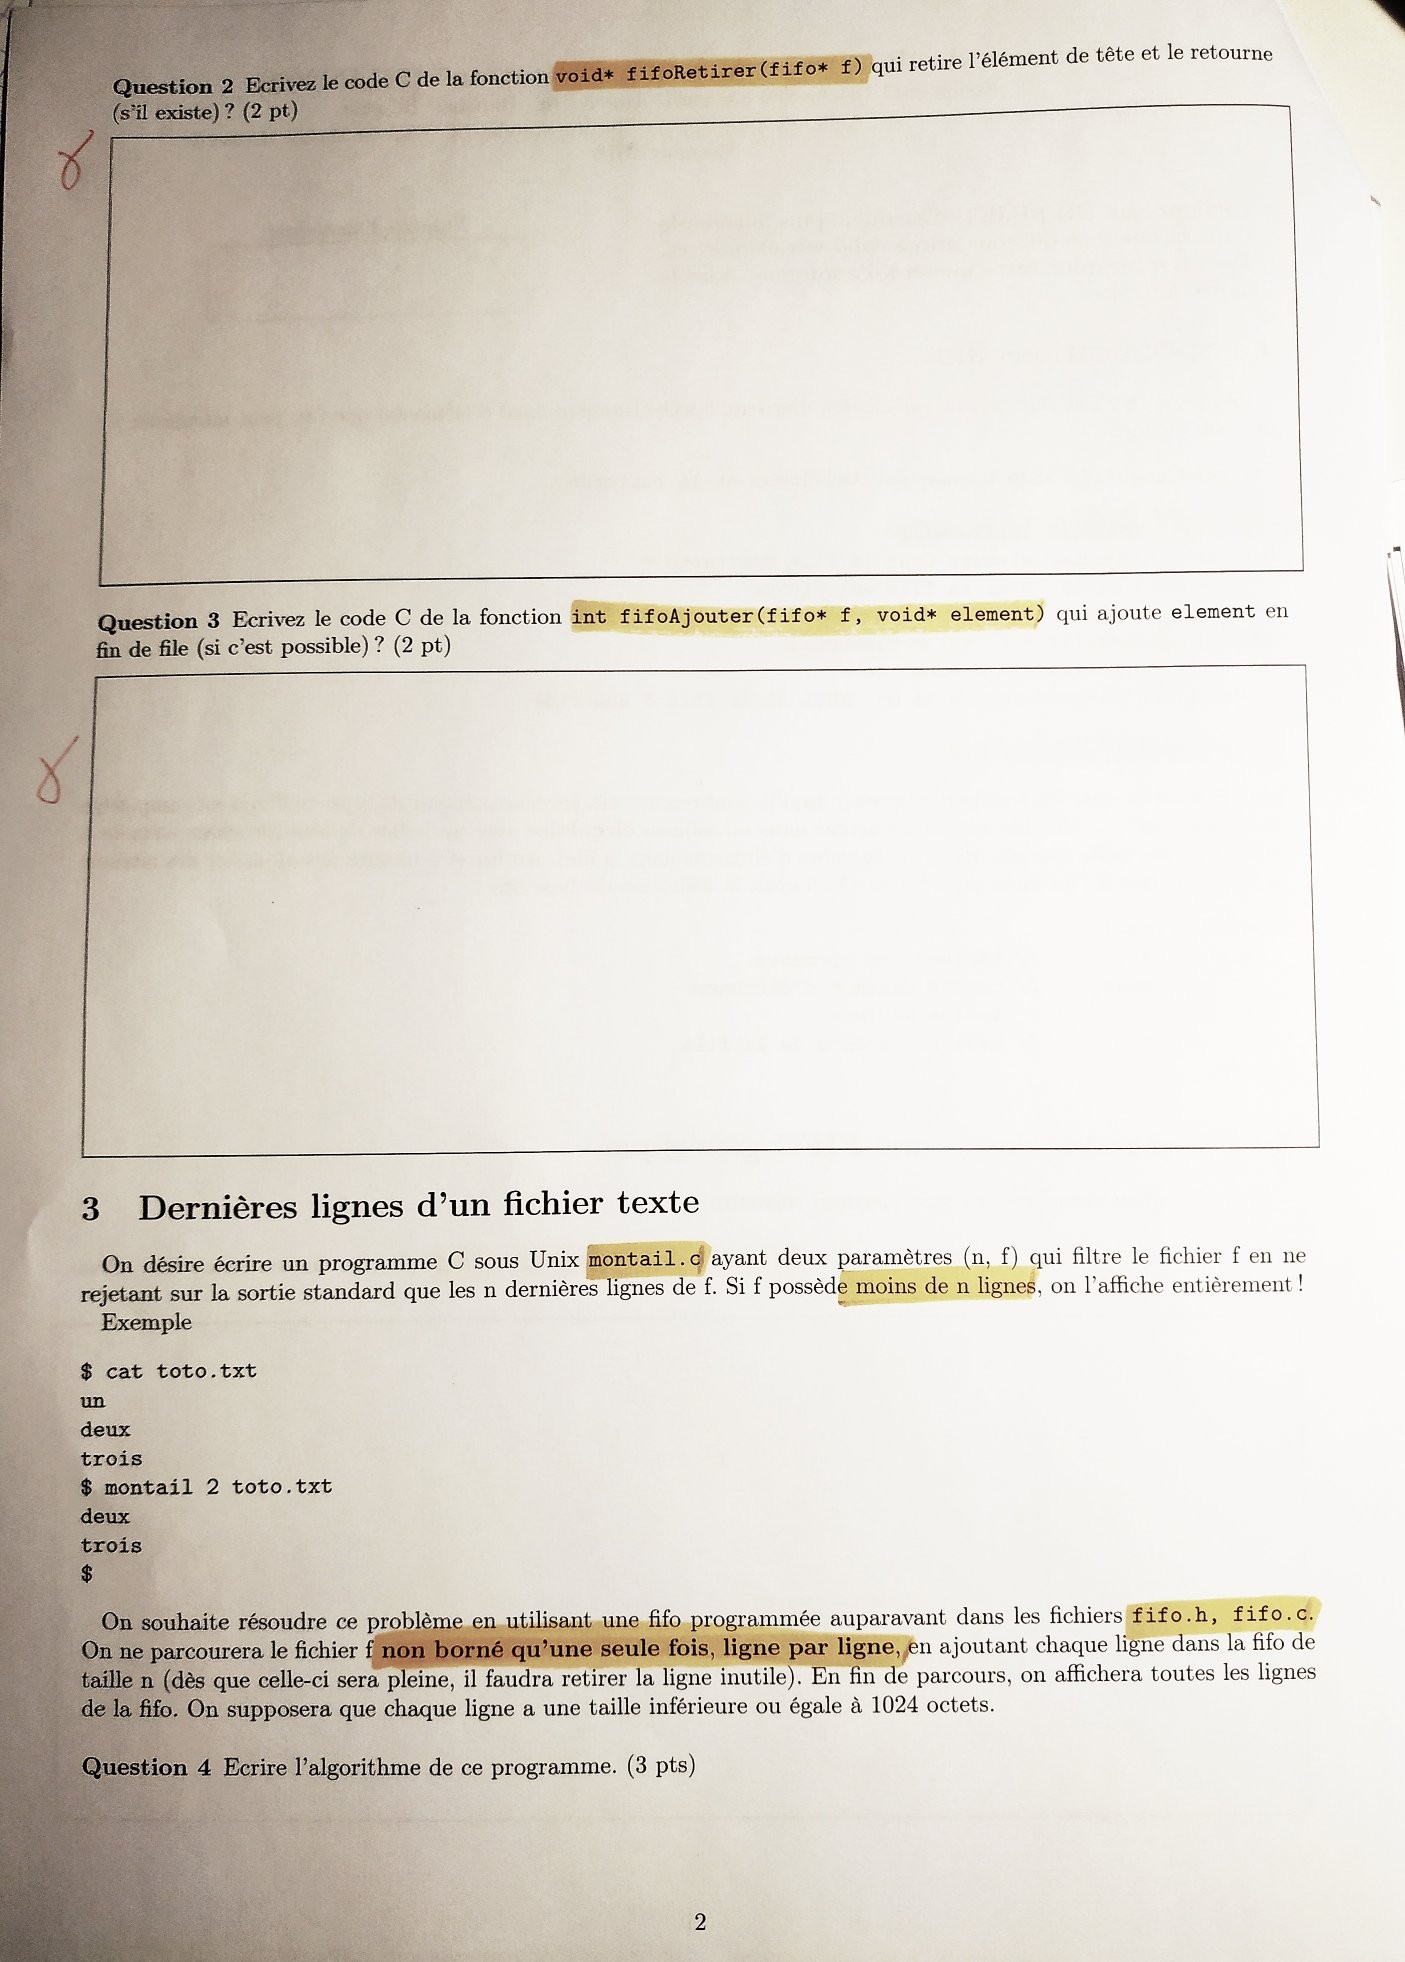 Question 2 Ecrivez le code C de la fonction void* fifoRetirer(fifo* f) qui retire l'élément de tête et le retourne
(s'il existe) ? (2 pt)
Question 3 Ecrivez le code C de la fonction int fifoAjouter(fifo* f, void* element) qui ajoute element en
fin de file (si c'est possible) ? (2 pt)
3 Dernières lignes d'un fichier texte
On désire écrire un programme C sous Unix montail.c ayant deux paramètres (n, f) qui filtre le fichier f en ne
rejetant sur la sortie standard que les n dernières lignes de f. Si f possède moins de n lignes, on l'affiche entièrement !
Exemple
$ cat toto.txt
un
deux
trois
$ montail 2 toto.txt
deux
trois
$
On souhaite résoudre ce problème en utilisant une fifo programmée auparavant dans les fichiers fifo.h, fifo.c.
On ne parcourera le fichier f non borné qu'une seule fois, ligne par ligne, en ajoutant chaque ligne dans la fifo de
taille n (dès que celle-ci sera pleine, il faudra retirer la ligne inutile). En fin de parcours, on affichera toutes les lignes
de la fifo. On supposera que chaque ligne a une taille inférieure ou égale à 1024 octets.
Question 4 Ecrire l'algorithme de ce programme. (3 pts)
2